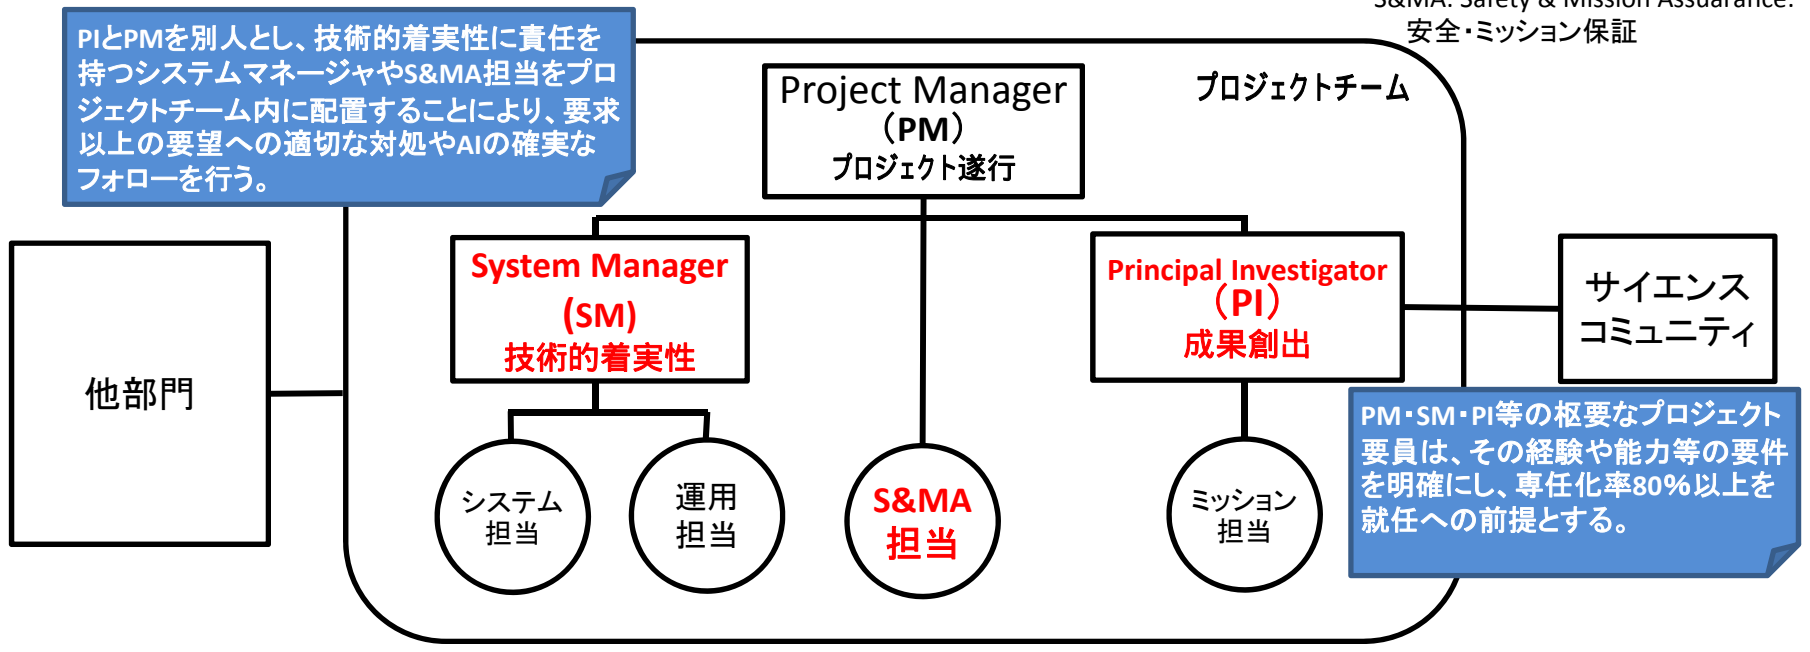 S&MA: Safety & Mission Assuarance:
安全・ミッション保証
PIとPMを別人とし、技術的着実性に責任を
持つシステムマネージャやS&MA担当をプロ
ジェクトチーム内に配置することにより、要求
以上の要望への適切な対処やAIの確実な
フォローを行う。
プロジェクトチーム
Project Manager
（PM）
プロジェクト遂行
他部門
System Manager
(SM)
技術的着実性
Principal Investigator
（PI）
成果創出
サイエンス
コミュニティ
システム
担当
運用
担当
S&MA
担当
ミッション
担当
PM・SM・PI等の枢要なプロジェクト
要員は、その経験や能力等の要件
を明確にし、専任化率80%以上を
就任への前提とする。